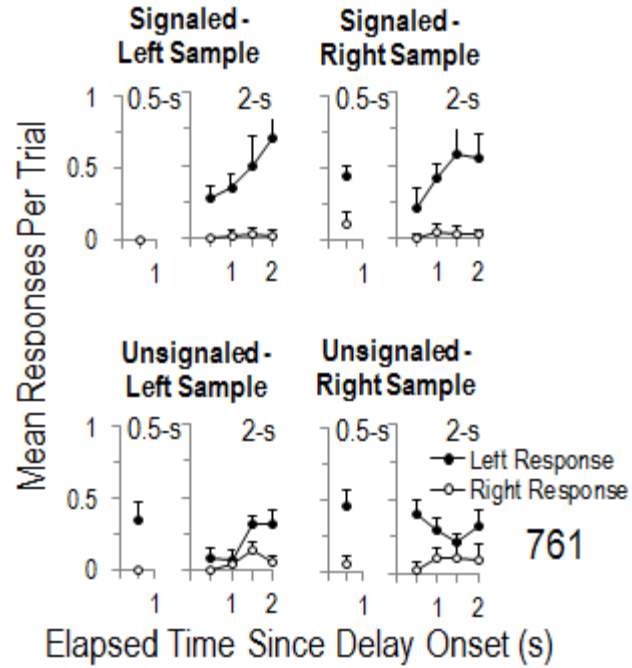 Signaled - Signaled -
Left Sample Right Sample
1 0.5-s 2-s 0.5-s 2-s
0.5
0
1 1 2 1 1 2
Unsignaled - Unsignaled -
Left Sample Right Sample
1 0.5-s 2-s 0.5-s 2-s
Left Response
0.5 Right Response
761
0
1 1 2 1 1 2
Mean Responses Per Trial
Elapsed Time Since Delay Onset (s)